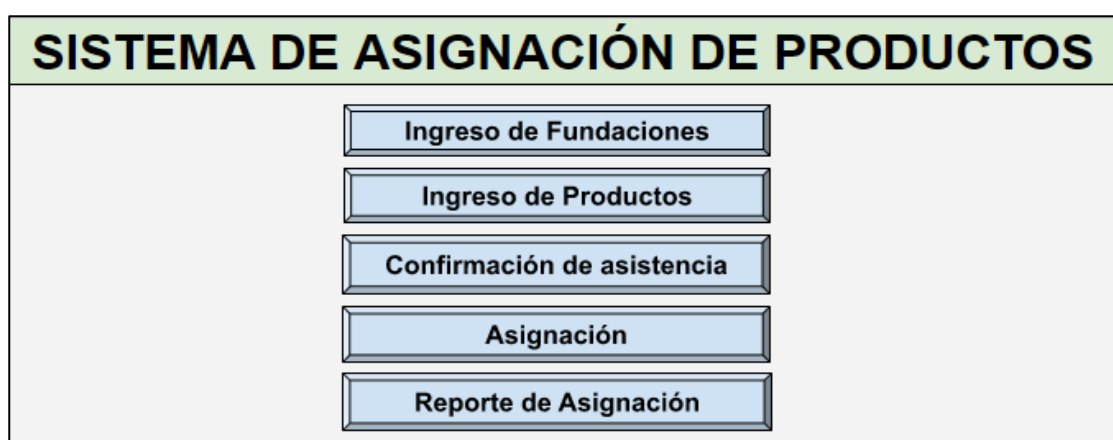 SISTEMA DE ASIGNACIÓN DE PRODUCTOS
Ingreso de Fundaciones
Ingreso de Productos
Confirmación de asistencia
Asignación
Reporte de Asignación